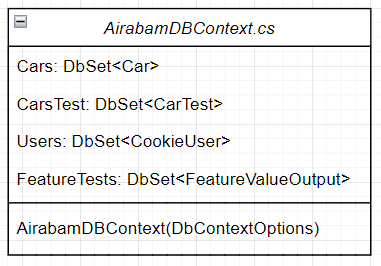 AirabamDBContext.cs
Cars: DbSet<Car>
CarsTest: DbSet<CarTest>
Users: DbSet<CookieUser>
FeatureTests: DbSet<FeatureValueOutput>
AirabamDBContext(DbContextOptions)